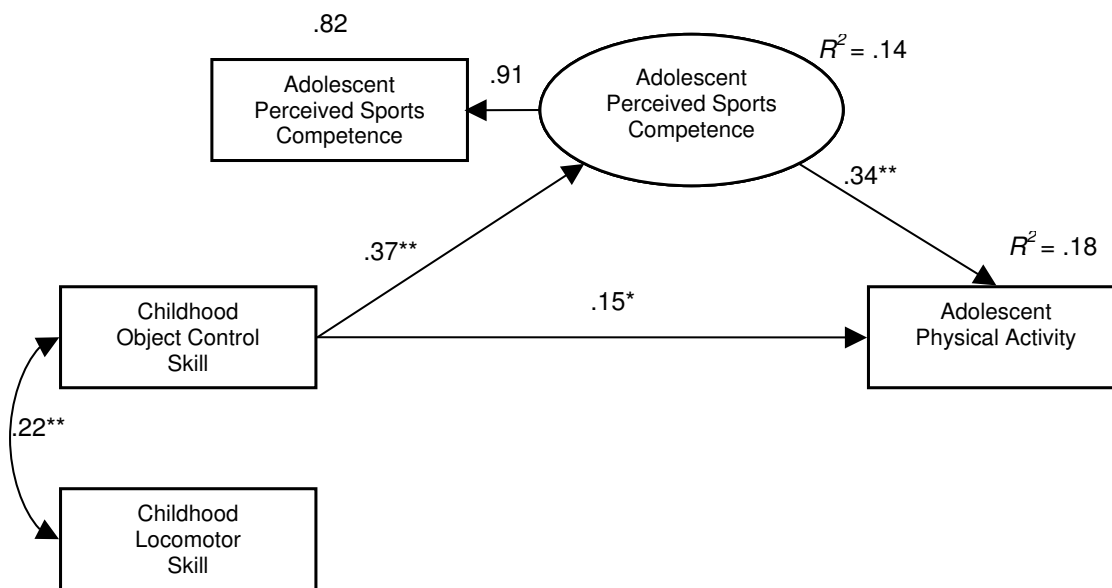 .82
Adolescent
Perceived Sports
Competence
.91
Adolescent
Perceived Sports
Competence
R² = .14
.34**
.37**
R² = .18
.15*
Childhood
Object Control
Skill
Adolescent
Physical Activity
.22**
Childhood
Locomotor
Skill